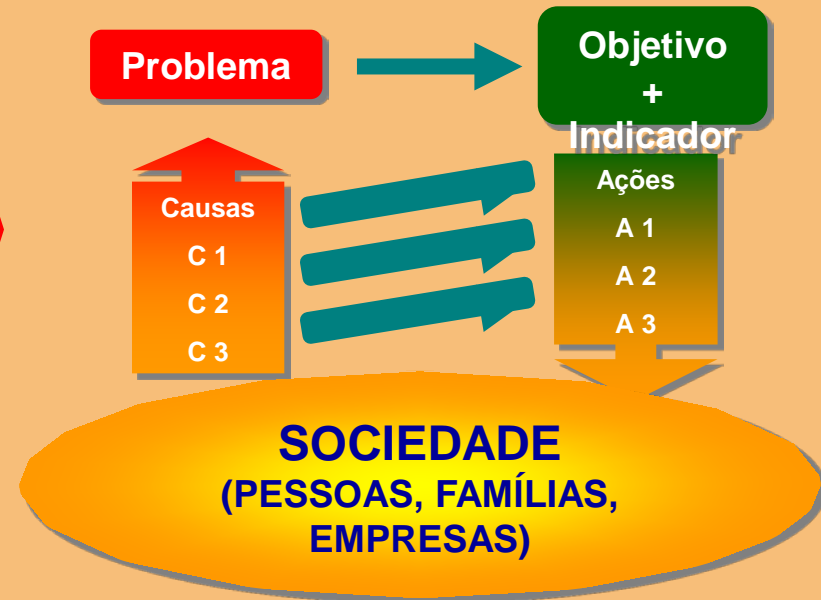 Problema
Objetivo
+
Indicador
Causas
C 1
C 2
C 3
Ações
A 1
A 2
A 3
SOCIEDADE
(PESSOAS, FAMÍLIAS,
EMPRESAS)